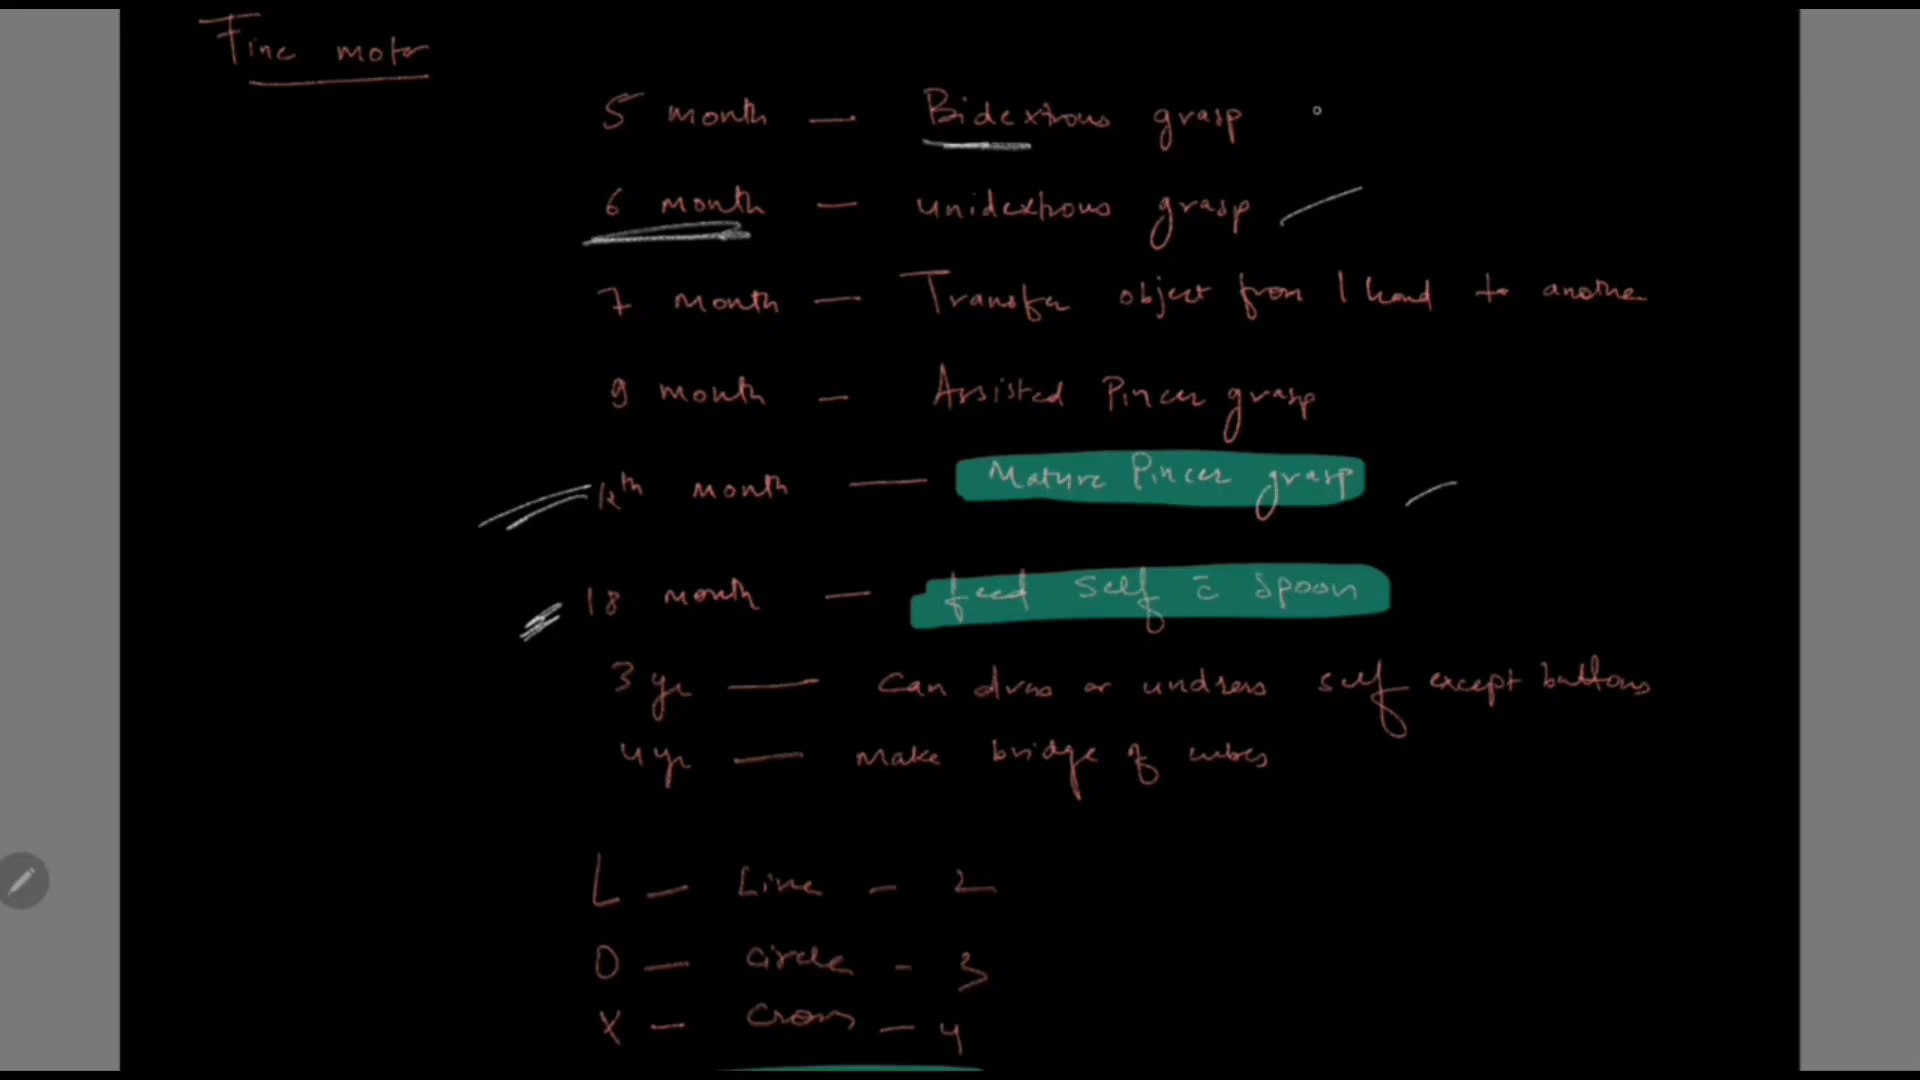 Fine motor
5 month — Bidextrous grasp
6 month — unidextrous grasp
7 month — Transfer object from 1 hand to another
9 month — Assisted Pincer grasp
12th month — Mature Pincer grasp
18 month — feed self c̄ spoon
3 yr — Can dress or undress self except buttons
4 yr — make bridge of cubes
L — Line - 2
O — circle - 3
X — Cross - 4